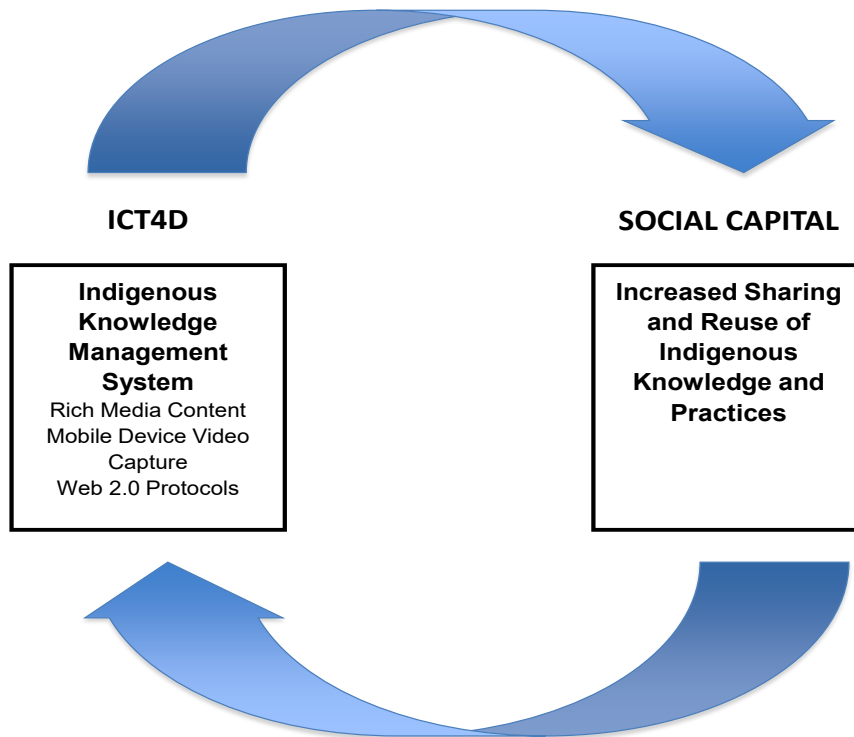 ICT4D
Indigenous
Knowledge
Management
System
Rich Media Content
Mobile Device Video
Capture
Web 2.0 Protocols
SOCIAL CAPITAL
Increased Sharing
and Reuse of
Indigenous
Knowledge and
Practices